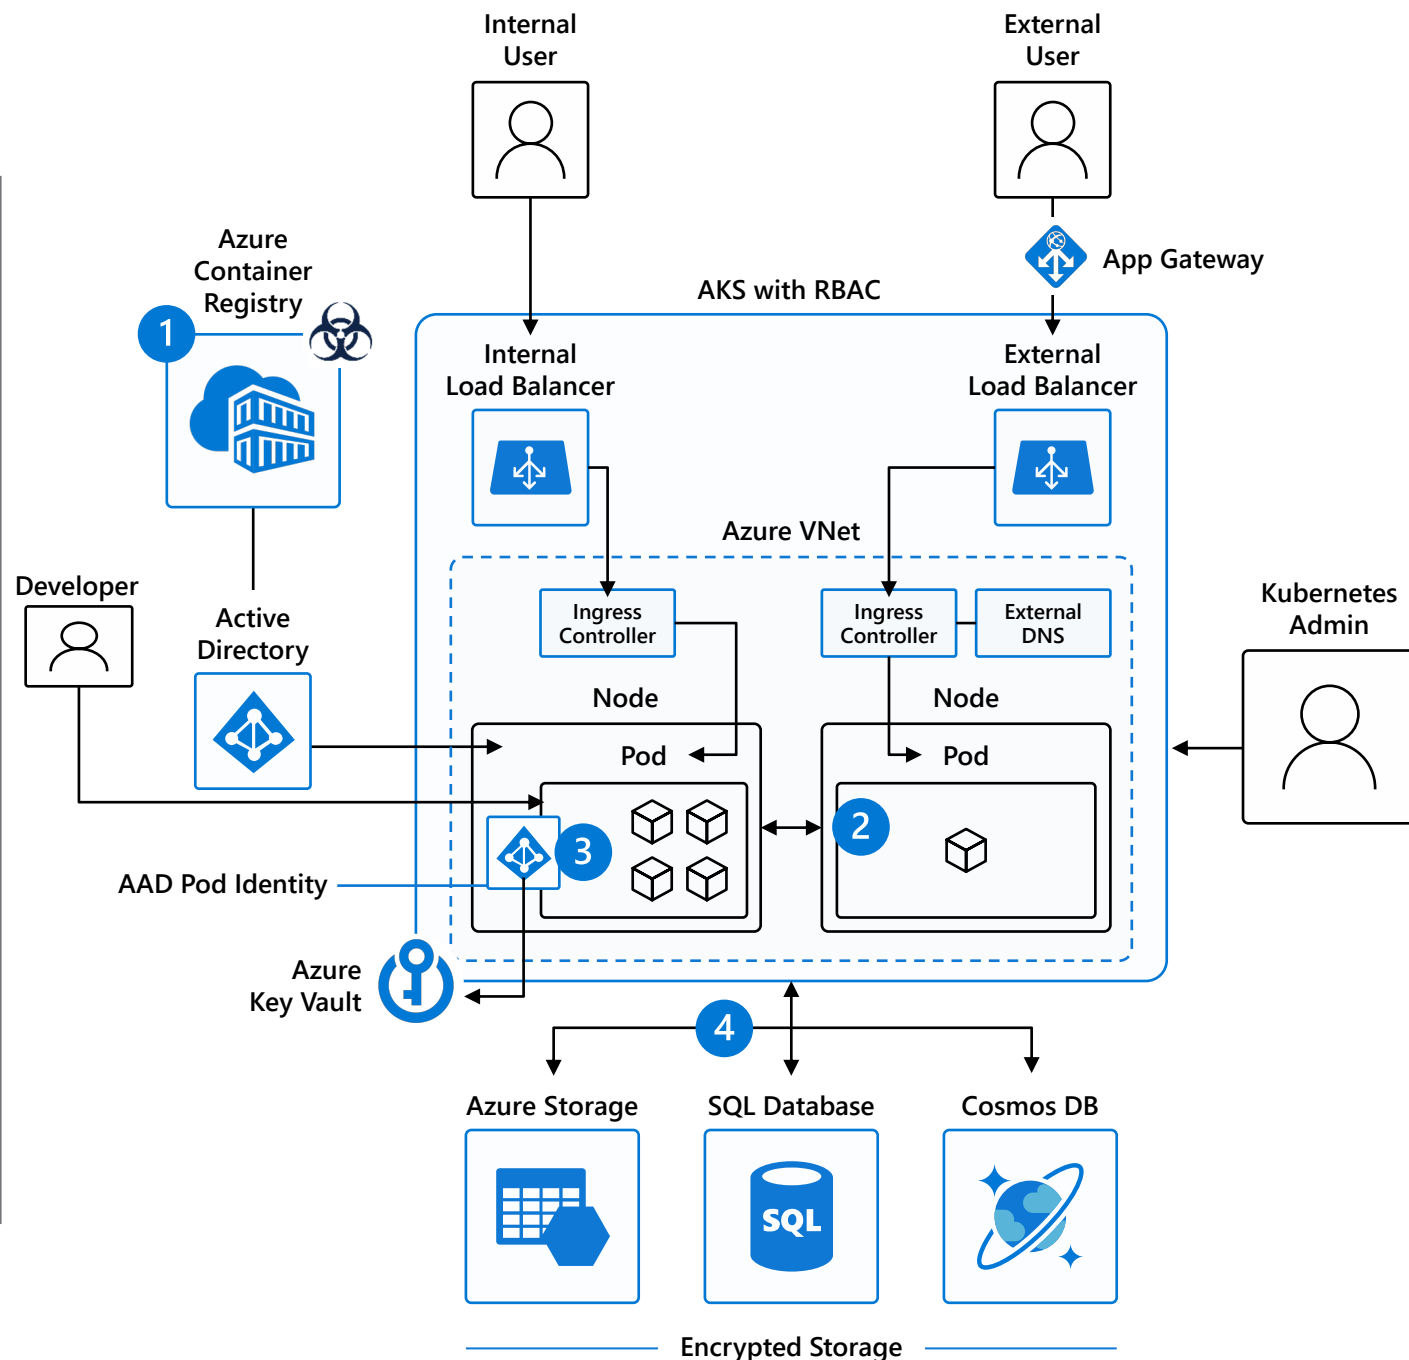 Internal
User
External
User
App Gateway
Azure
Container
Registry
1
AKS with RBAC
Internal
Load Balancer
External
Load Balancer
Azure VNet
Developer
Active
Directory
Ingress
Controller
Ingress
Controller
External
DNS
Kubernetes
Admin
Node
Node
Pod
Pod
2
3
AAD Pod Identity
Azure
Key Vault
4
Azure Storage
SQL Database
Cosmos DB
SQL
Encrypted Storage